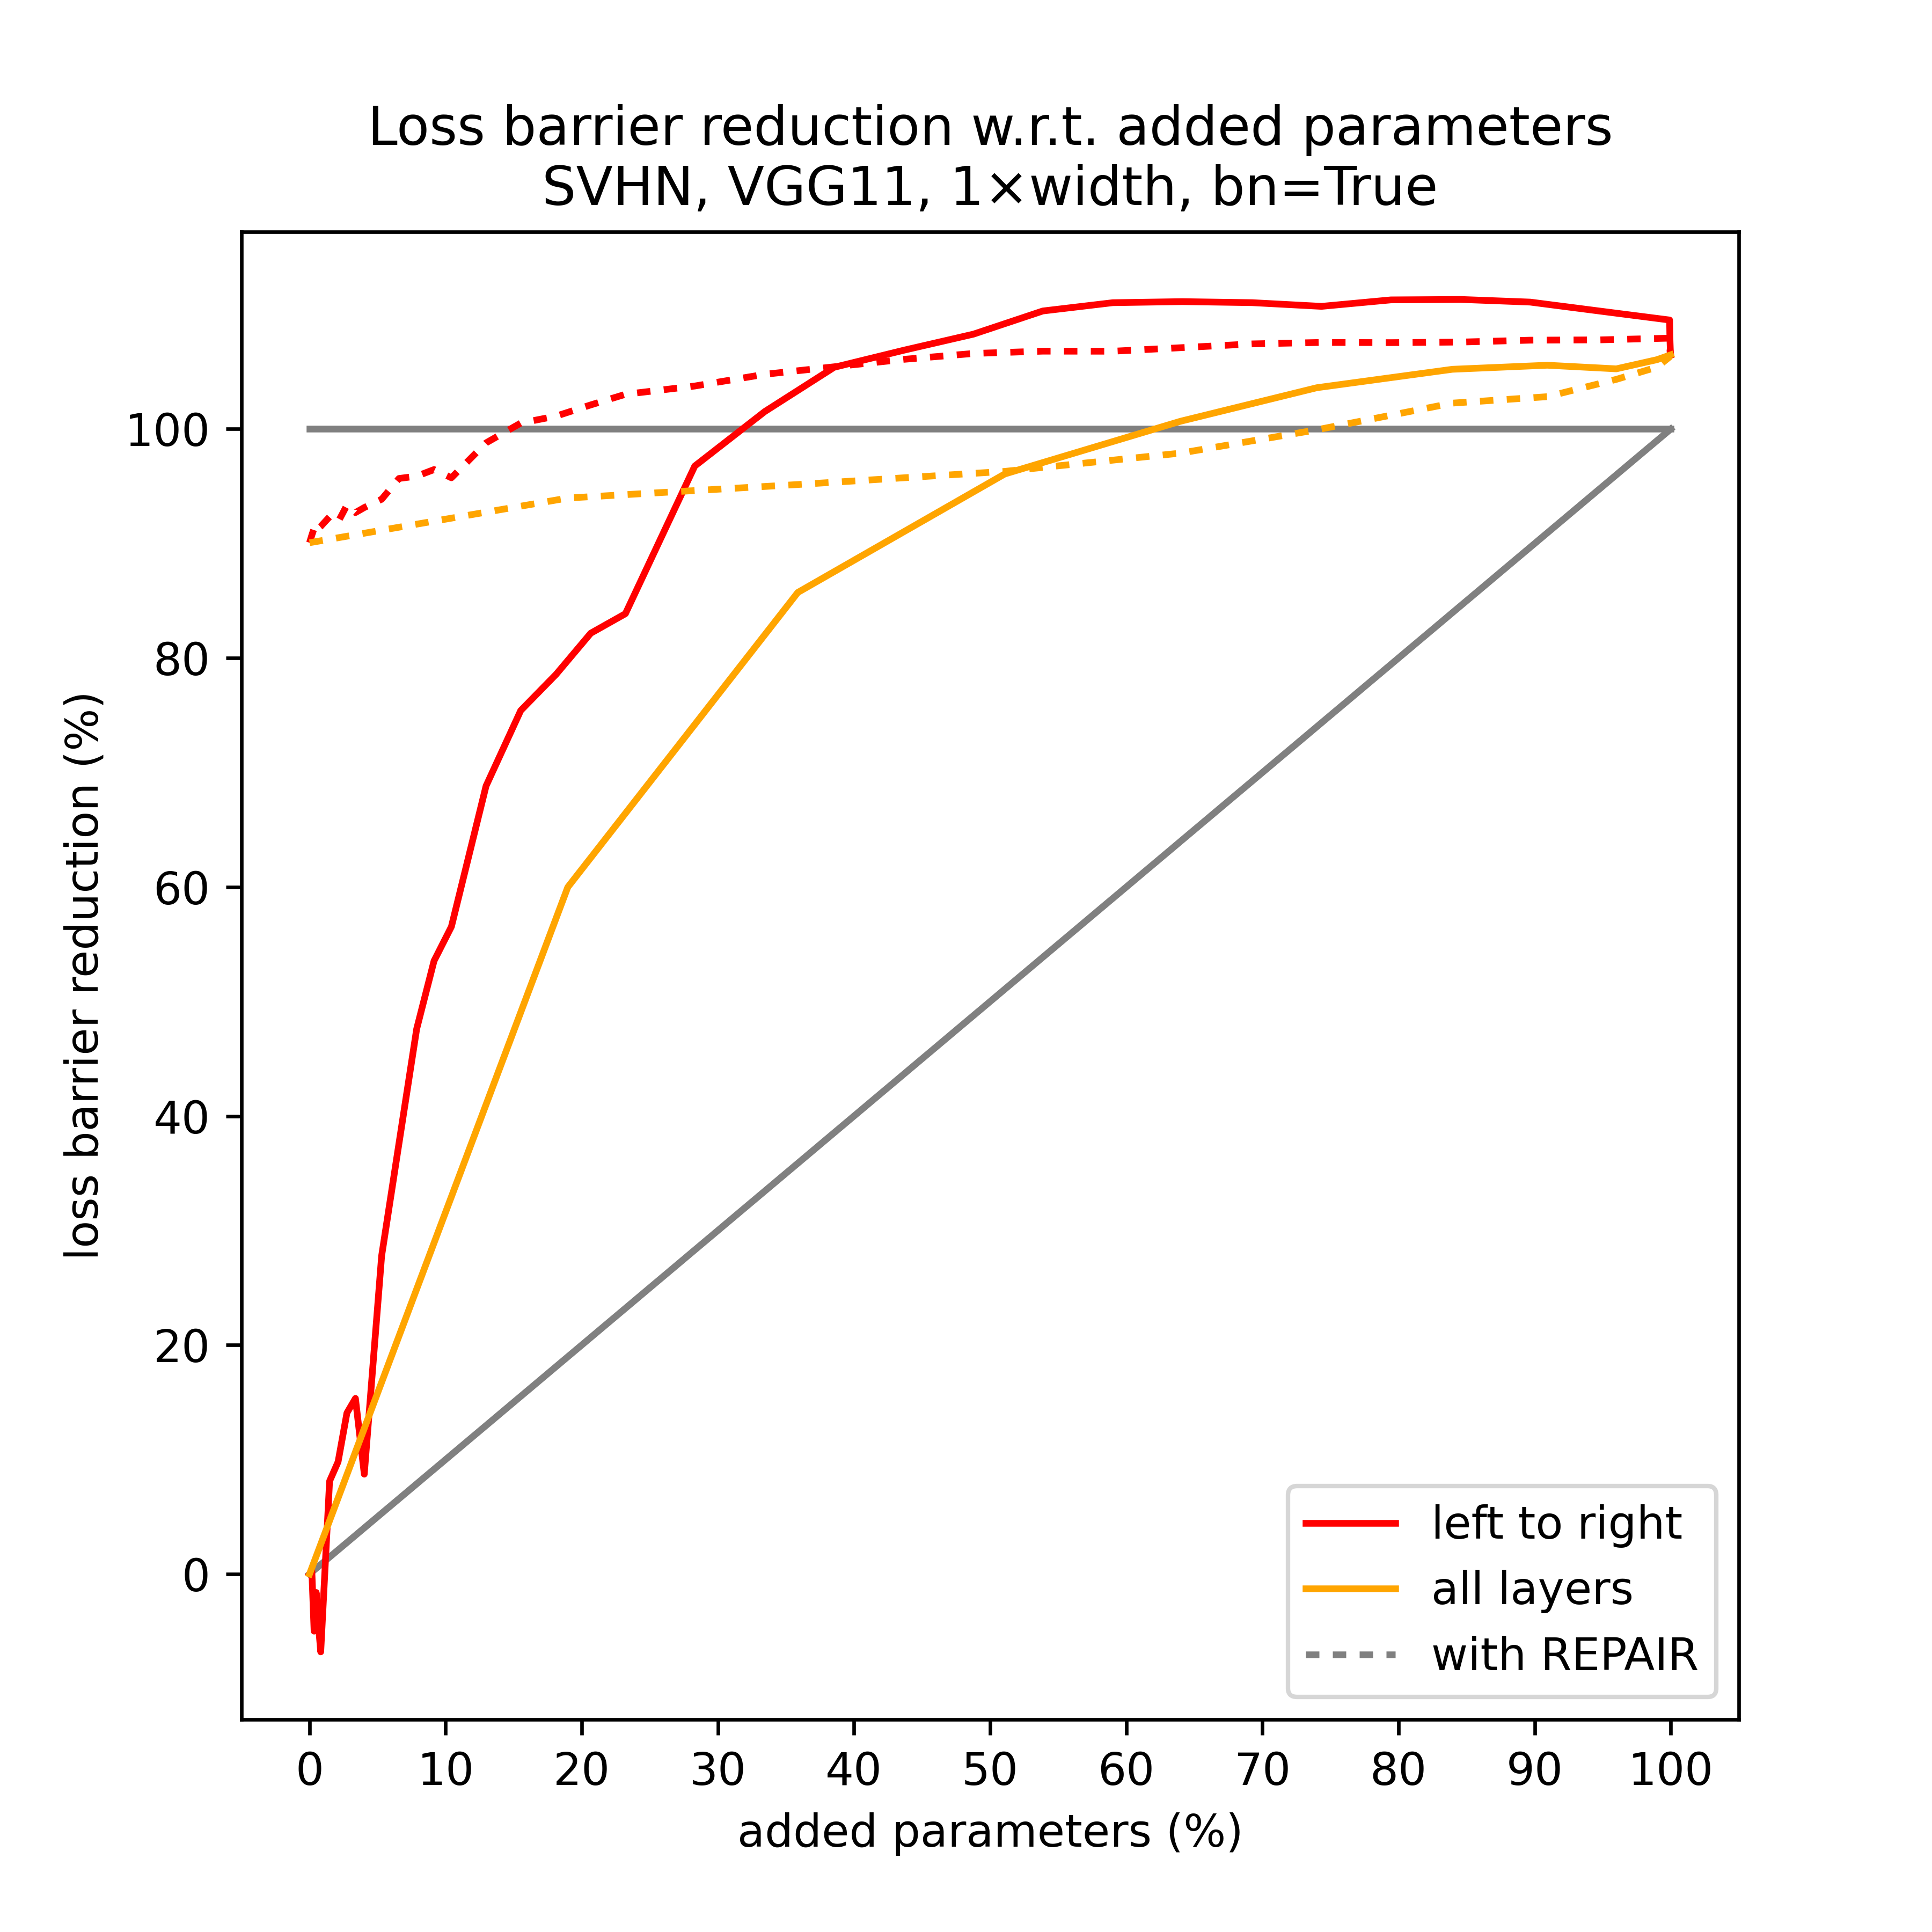 Loss barrier reduction w.r.t. added parameters
SVHN, VGG11, 1×width, bn=True
loss barrier reduction (%)
100
80
60
40
20
0
left to right
all layers
with REPAIR
0 10 20 30 40 50 60 70 80 90 100
added parameters (%)